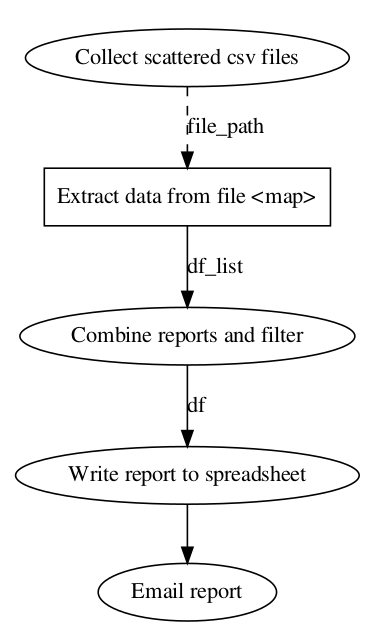 Collect scattered csv files
file_path
Extract data from file <map>
df_list
Combine reports and filter
df
Write report to spreadsheet
Email report